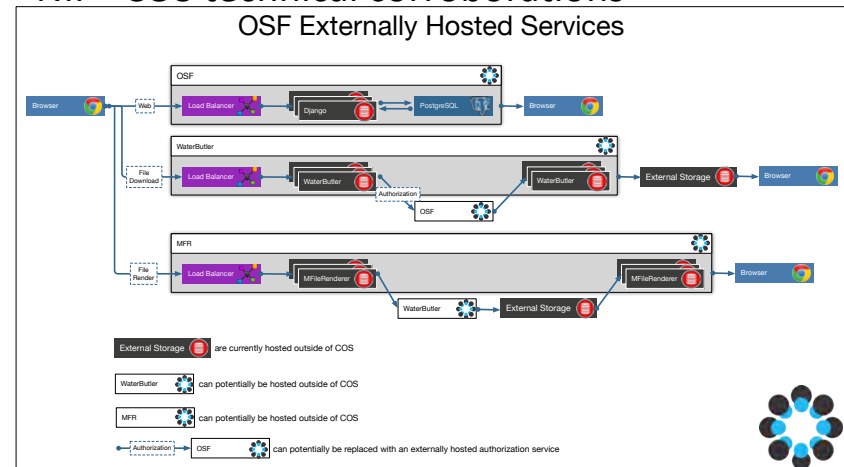 OSF Externally Hosted Services
OSF
Browser
Web
Load Balancer
Django
PostgreSQL
Browser
WaterButler
File
Download
Load Balancer
WaterButler
Authorization
OSF
WaterButler
External Storage
Browser
MFR
File
Render
Load Balancer
MFileRenderer
WaterButler
External Storage
MFileRenderer
Browser
External Storage are currently hosted outside of COS
WaterButler can potentially be hosted outside of COS
MFR can potentially be hosted outside of COS
Authorization OSF can potentially be replaced with an externally hosted authorization service